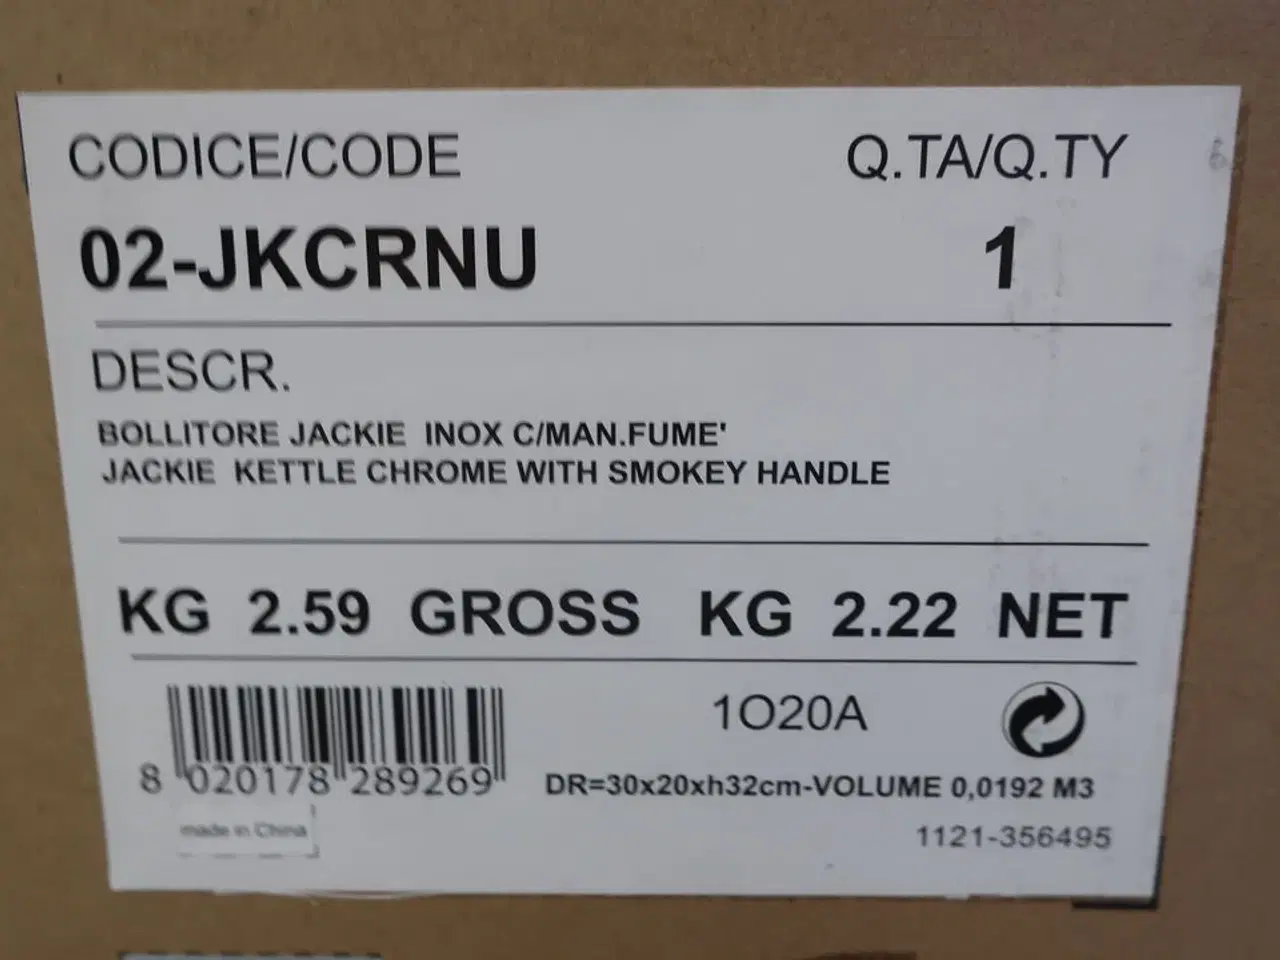 CODICE/CODE Q.TA/Q.TY
02-JKCRNU 1
DESCR.
BOLLITORE JACKIE INOX C/MAN.FUME'
JACKIE KETTLE CHROME WITH SMOKEY HANDLE
KG 2.59 GROSS KG 2.22 NET
1O20A
8 020178 289269
DR=30x20xh32cm-VOLUME 0,0192 M3
made in China
1121-356495